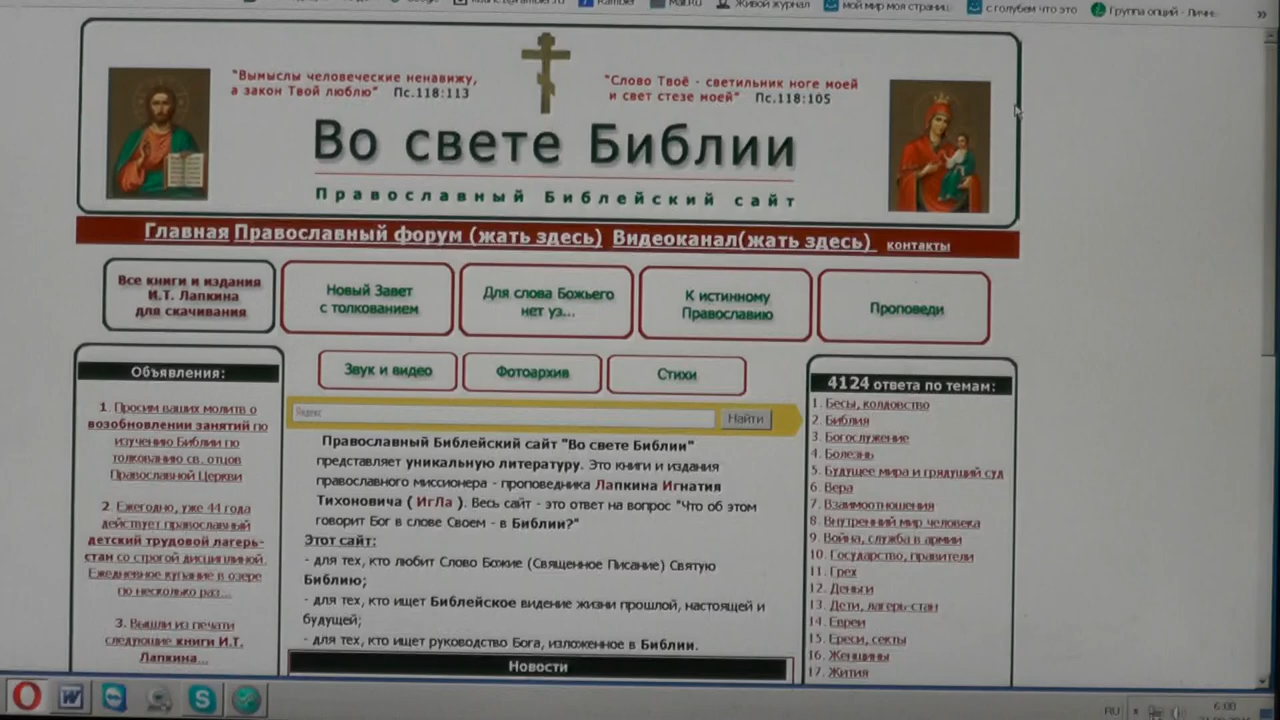 Rambler
Mail.RU
Живой журнал
мой мир моя страниц
с голубем что это
Группа опций - Личн
"Вымыслы человеческие ненавижу,
а закон Твой люблю" Пс.118:113
"Слово Твоё - светильник ноге моей
и свет стезе моей" Пс.118:105
Во свете Библии
Православный Библейский сайт
Главная Православный форум (жать здесь) Видеоканал(жать здесь) контакты
Все книги и издания
И.Т. Лапкина
для скачивания
Новый Завет
с толкованием
Для слова Божьего
нет уз...
К истинному
Православию
Проповеди
Звук и видео
Фотоархив
Стихи
Объявления:
1. Просим ваших молитв о
возобновлении занятий по
изучению Библии по
толкованию св. отцов
Православной Церкви
2. Ежегодно, уже 44 года
действует православный
детский трудовой лагерь-
стан со строгой дисциплиной.
Ежедневное купание в озере
по несколько раз...
3. Вышли из печати
следующие книги И.Т.
Лапкина...
Яндекс
Найти
Православный Библейский сайт "Во свете Библии"
представляет уникальную литературу. Это книги и издания
православного миссионера - проповедника Лапкина Игнатия
Тихоновича ( ИгЛа ). Весь сайт - это ответ на вопрос "Что об этом
говорит Бог в слове Своем - в Библии?"
Этот сайт:
- для тех, кто любит Слово Божие (Священное Писание) Святую
Библию;
- для тех, кто ищет Библейское видение жизни прошлой, настоящей и
будущей;
- для тех, кто ищет руководство Бога, изложенное в Библии.
Новости
4124 ответа по темам:
1. Бесы, колдовство
2. Библия
3. Богослужение
4. Болезнь
5. Будущее мира и грядущий суд
6. Вера
7. Взаимоотношения
8. Внутренний мир человека
9. Война, служба в армии
10. Государство, правители
11. Грех
12. Деньги
13. Дети, лагерь-стан
14. Евреи
15. Ереси, секты
16. Женщины
17. Жития
RU
6:08